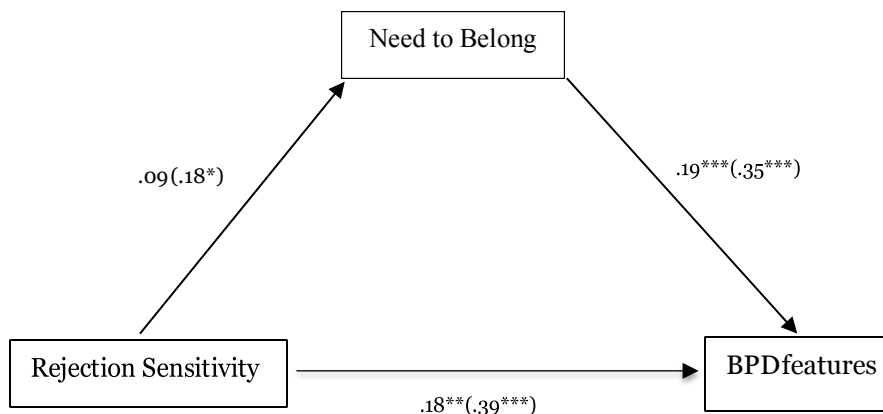 Need to Belong
.09(.18*)
.19***(.35***)
Rejection Sensitivity
BPDfeatures
.18**(.39***)